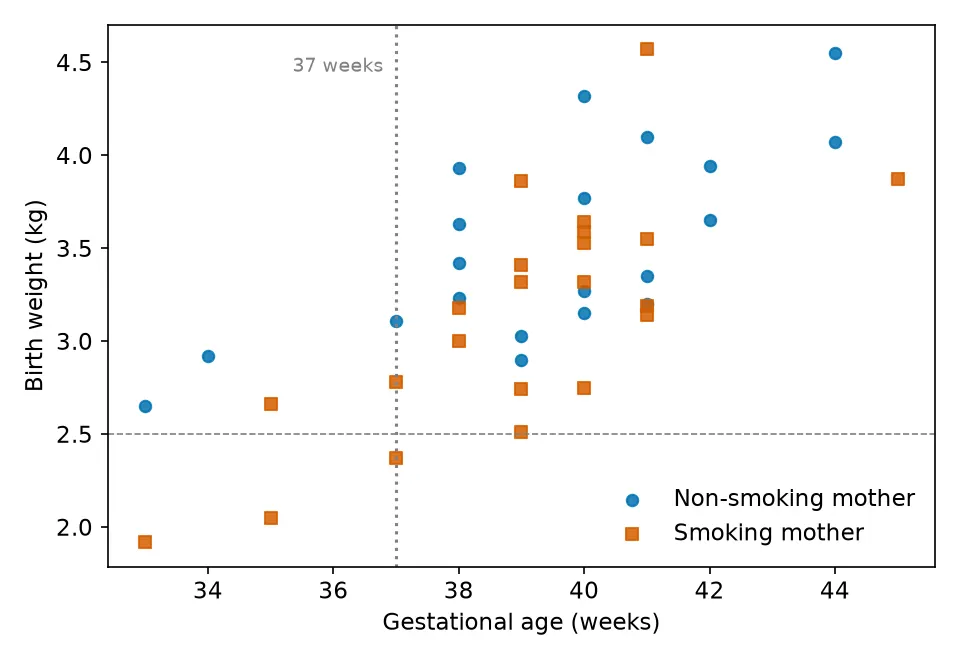 4.5
4.0
3.5
3.0
2.5
2.0
37 weeks
Non-smoking mother
Smoking mother
34 36 38 40 42 44
Gestational age (weeks)
Birth weight (kg)